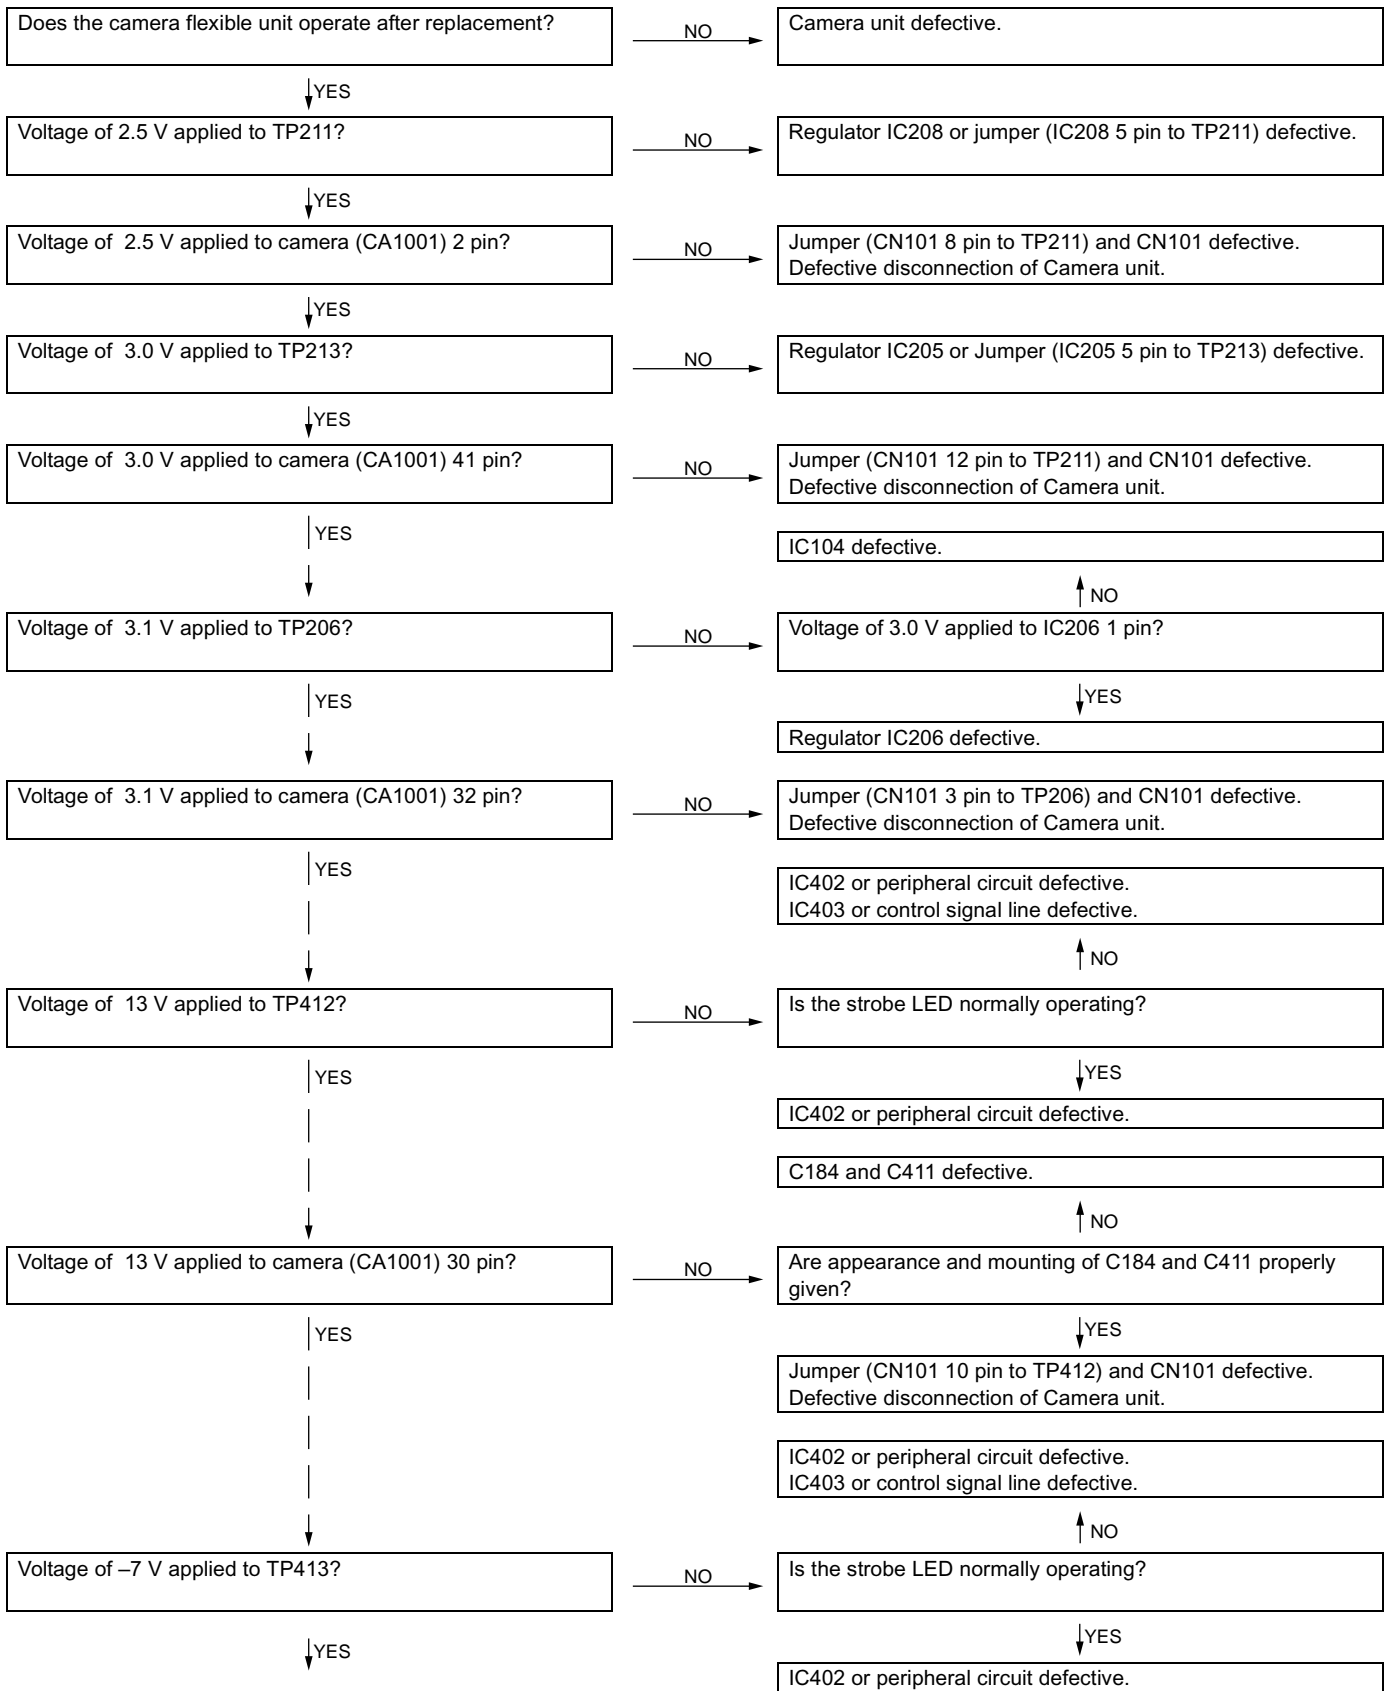 Does the camera flexible unit operate after replacement?
NO
Camera unit defective.
YES
Voltage of 2.5 V applied to TP211?
NO
Regulator IC208 or jumper (IC208 5 pin to TP211) defective.
YES
Voltage of 2.5 V applied to camera (CA1001) 2 pin?
NO
Jumper (CN101 8 pin to TP211) and CN101 defective.
Defective disconnection of Camera unit.
YES
Voltage of 3.0 V applied to TP213?
NO
Regulator IC205 or Jumper (IC205 5 pin to TP213) defective.
YES
Voltage of 3.0 V applied to camera (CA1001) 41 pin?
NO
Jumper (CN101 12 pin to TP211) and CN101 defective.
Defective disconnection of Camera unit.
YES
IC104 defective.
NO
Voltage of 3.1 V applied to TP206?
NO
Voltage of 3.0 V applied to IC206 1 pin?
YES
YES
Regulator IC206 defective.
Voltage of 3.1 V applied to camera (CA1001) 32 pin?
NO
Jumper (CN101 3 pin to TP206) and CN101 defective.
Defective disconnection of Camera unit.
YES
IC402 or peripheral circuit defective.
IC403 or control signal line defective.
NO
Voltage of 13 V applied to TP412?
NO
Is the strobe LED normally operating?
YES
YES
IC402 or peripheral circuit defective.
C184 and C411 defective.
NO
Voltage of 13 V applied to camera (CA1001) 30 pin?
NO
Are appearance and mounting of C184 and C411 properly
given?
YES
YES
Jumper (CN101 10 pin to TP412) and CN101 defective.
Defective disconnection of Camera unit.
IC402 or peripheral circuit defective.
IC403 or control signal line defective.
NO
Voltage of –7 V applied to TP413?
NO
Is the strobe LED normally operating?
YES
YES
IC402 or peripheral circuit defective.